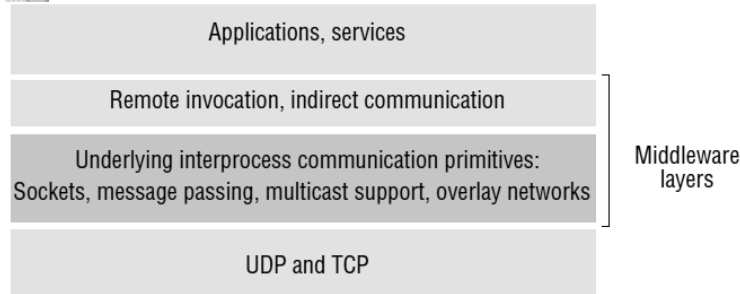 Applications, services
Remote invocation, indirect communication
Underlying interprocess communication primitives:
Sockets, message passing, multicast support, overlay networks
Middleware
layers
UDP and TCP